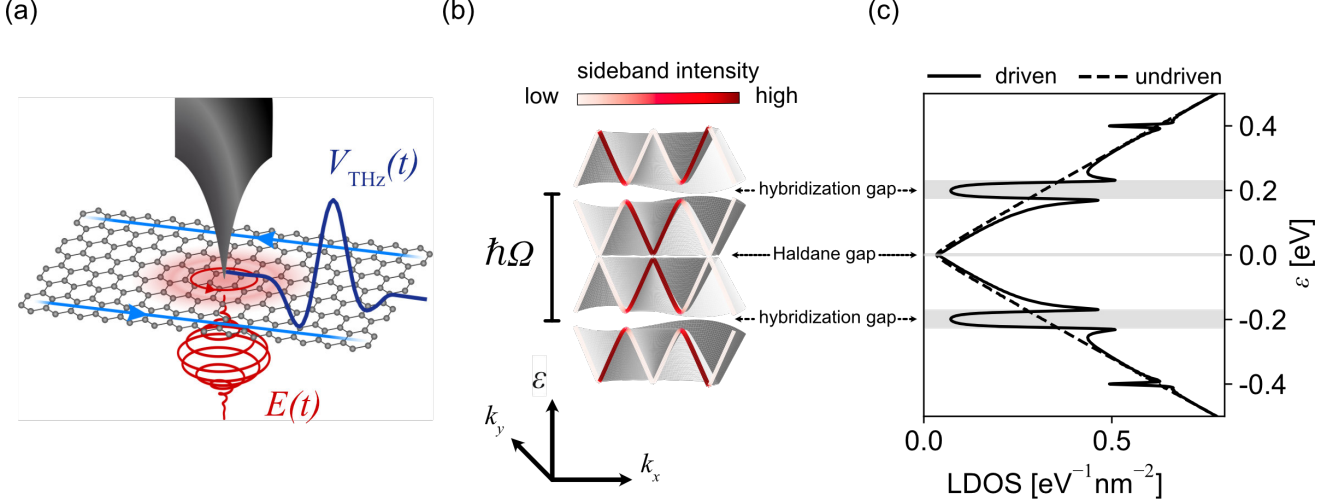 (a)
(b)
(c)
V_THz(t)
E(t)
sideband intensity
low
high
ħΩ
ε
k_y
k_x
hybridization gap
Haldane gap
hybridization gap
driven
undriven
0.4
0.2
0.0
-0.2
-0.4
ε [eV]
0.0
0.5
LDOS [eV⁻¹nm⁻²]